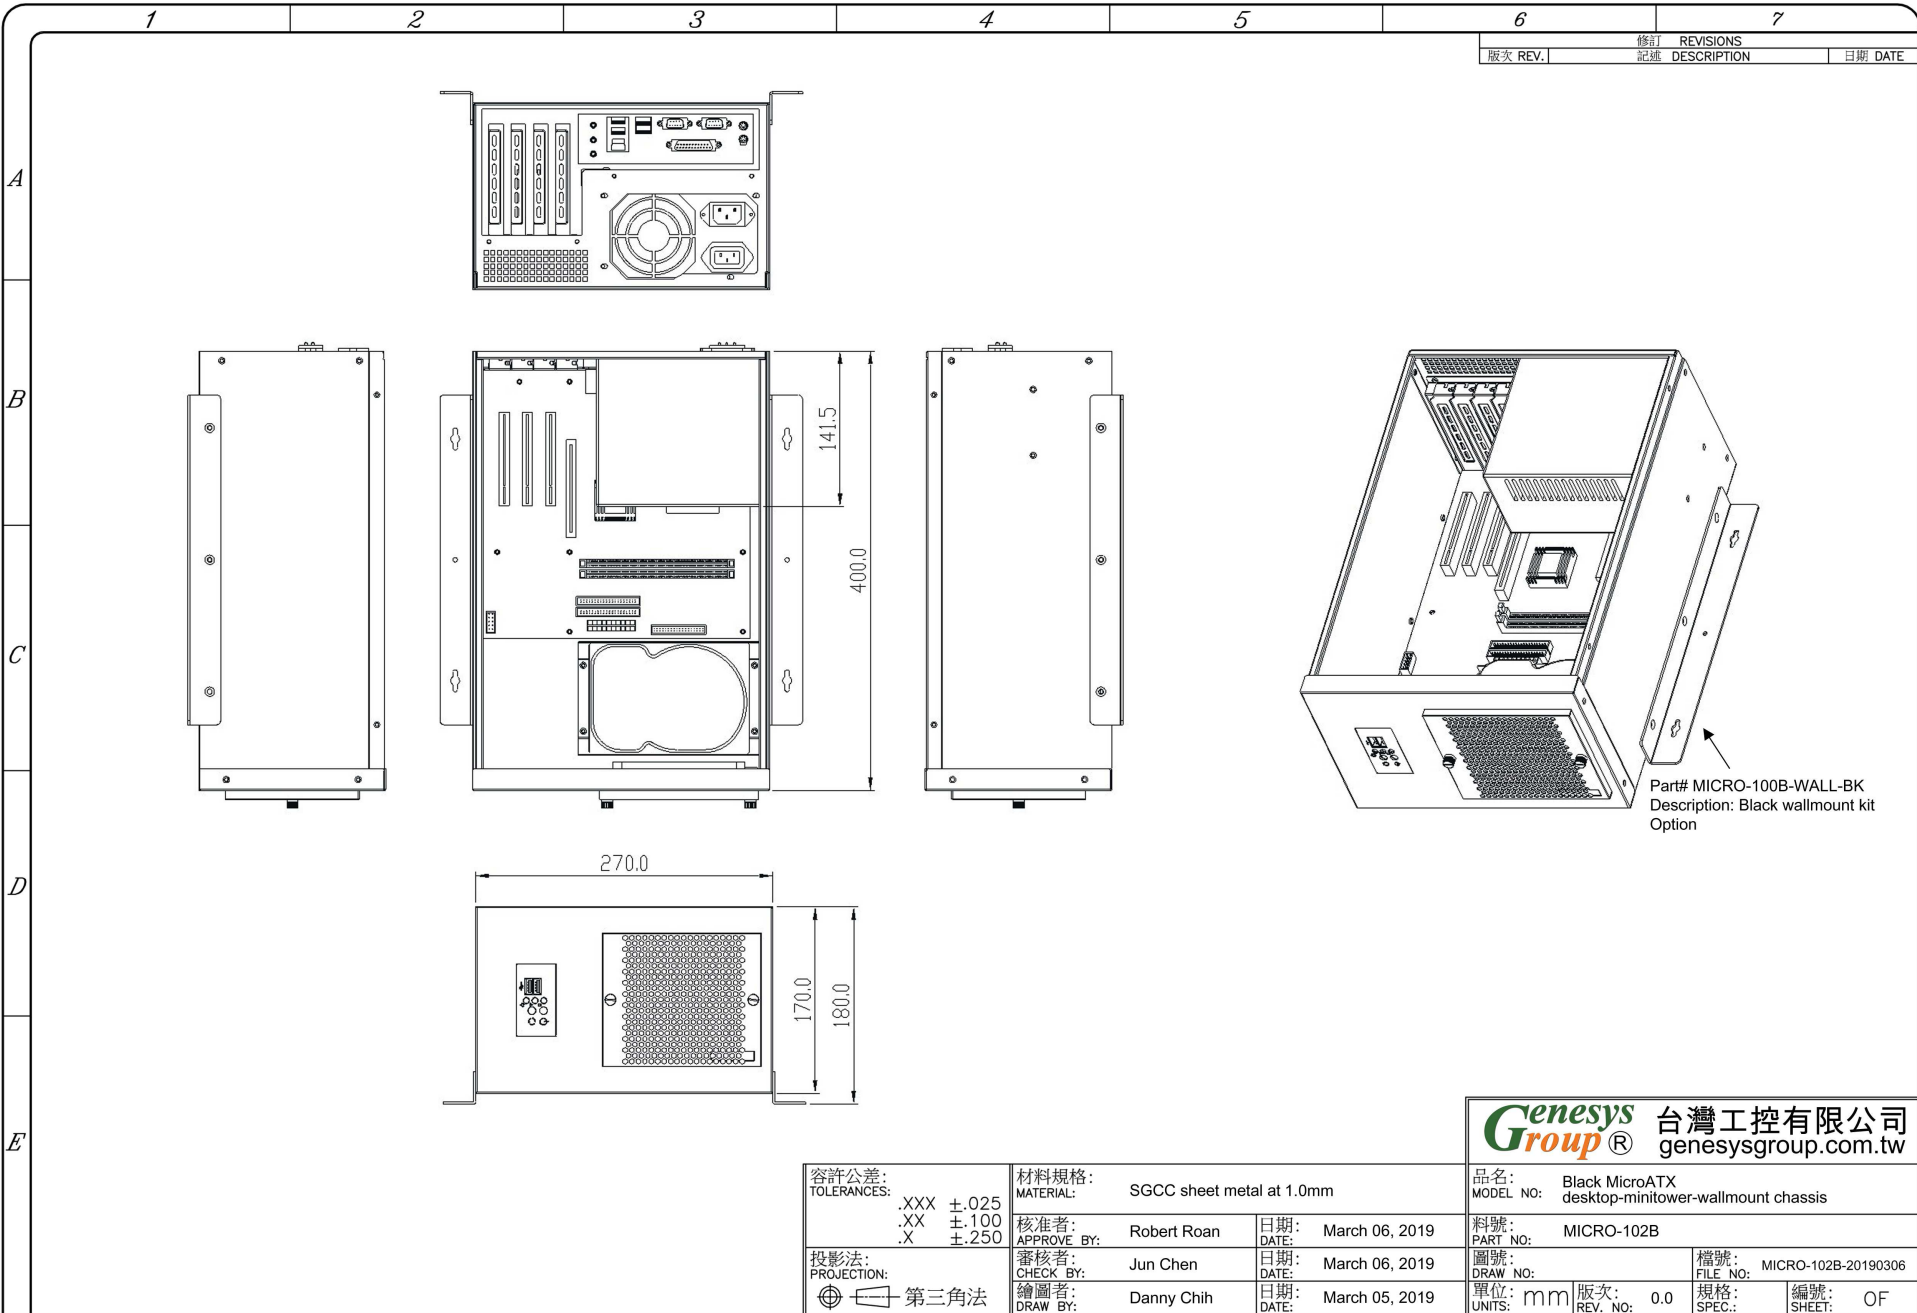 1 2 3 4 5 6 7
修訂 REVISIONS
版次 REV. 記述 DESCRIPTION 日期 DATE
A
B
C
D
E
141.5
400.0
270.0
170.0
180.0
Part# MICRO-100B-WALL-BK
Description: Black wallmount kit
Option
Genesys Group ®
台灣工控有限公司
genesysgroup.com.tw
容許公差:
TOLERANCES:
.XXX ±.025
.XX ±.100
.X ±.250
投影法:
PROJECTION:
第三角法
材料規格:
MATERIAL: SGCC sheet metal at 1.0mm
核准者:
APPROVE BY: Robert Roan
日期:
DATE: March 06, 2019
審核者:
CHECK BY: Jun Chen
日期:
DATE: March 06, 2019
繪圖者:
DRAW BY: Danny Chih
日期:
DATE: March 05, 2019
品名:
MODEL NO: Black MicroATX
desktop-minitower-wallmount chassis
料號:
PART NO: MICRO-102B
圖號:
DRAW NO:
檔號:
FILE NO: MICRO-102B-20190306
單位:
UNITS: mm
版次:
REV. NO: 0.0
規格:
SPEC.:
編號:
SHEET: OF